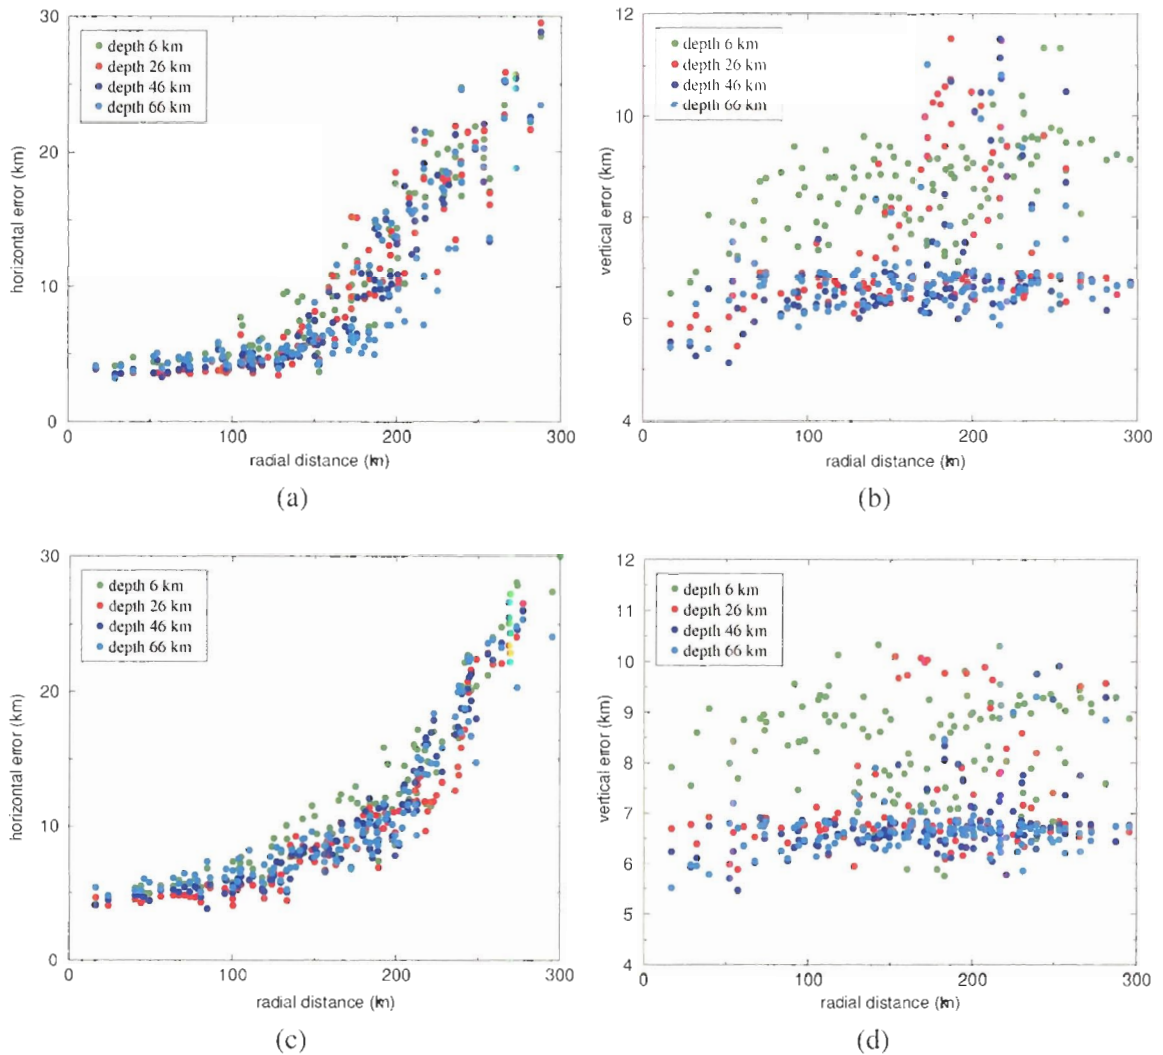 30
20
10
0
0
100
200
300
horizontal error (km)
radial distance (km)
depth 6 km
depth 26 km
depth 46 km
depth 66 km
(a)
12
10
8
6
4
0
100
200
300
vertical error (km)
radial distance (km)
depth 6 km
depth 26 km
depth 46 km
depth 66 km
(b)
30
20
10
0
0
100
200
300
horizontal error (km)
radial distance (km)
depth 6 km
depth 26 km
depth 46 km
depth 66 km
(c)
12
11
10
9
8
7
6
5
4
0
100
200
300
vertical error (km)
radial distance (km)
depth 6 km
depth 26 km
depth 46 km
depth 66 km
(d)